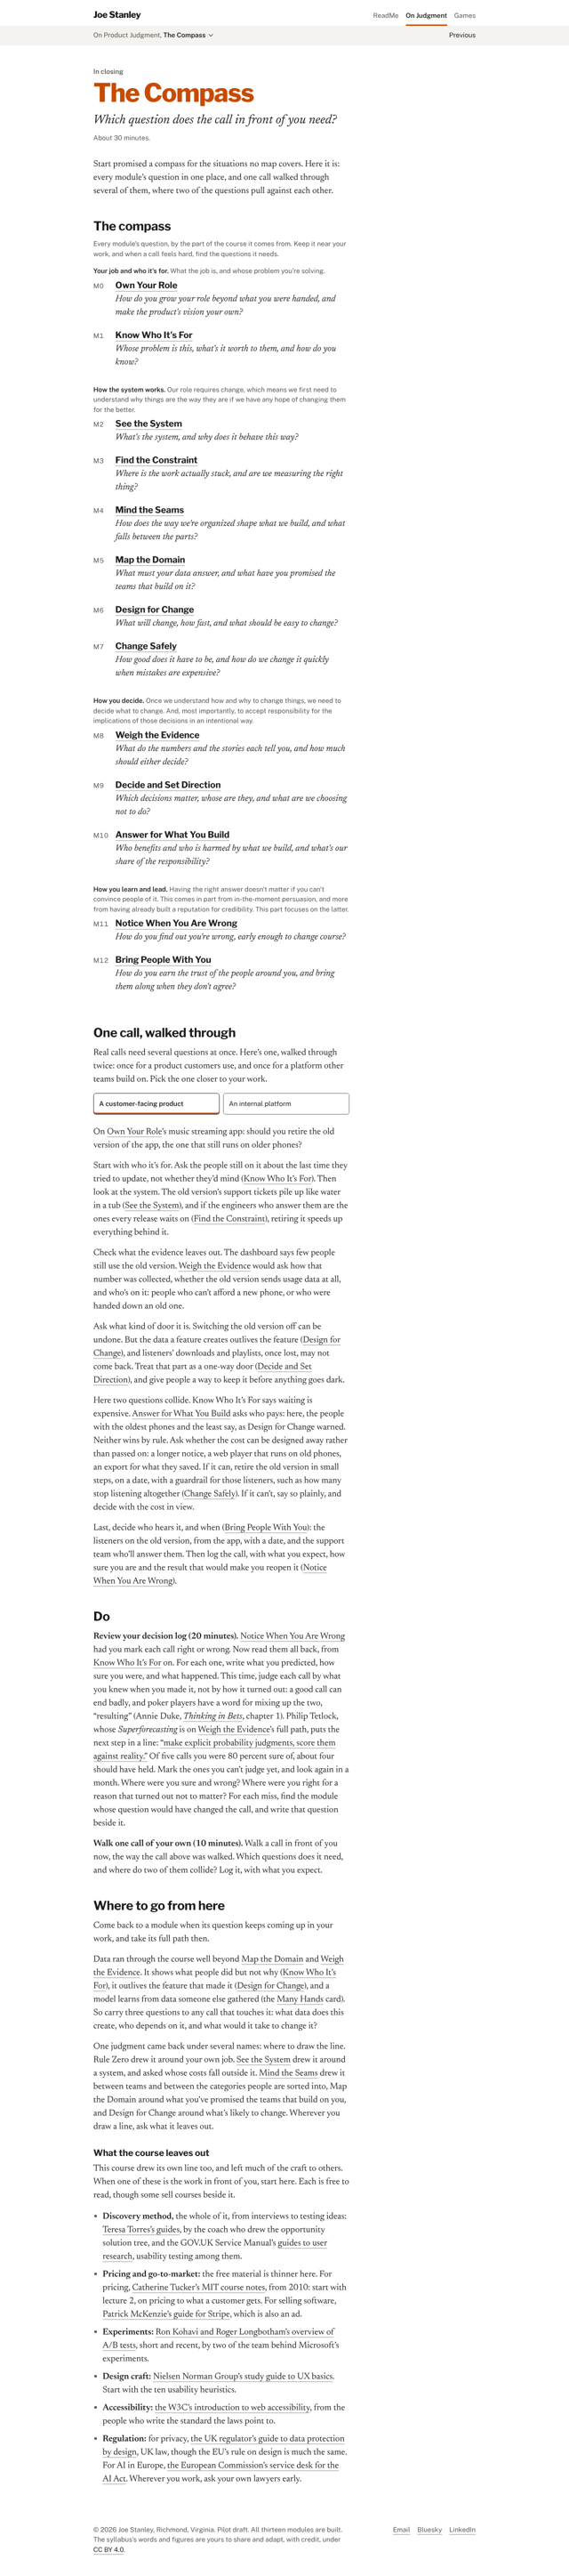 Joe Stanley
ReadMe On Judgment Games
On Product Judgment, The Compass
Previous
In closing
The Compass
Which question does the call in front of you need?
About 30 minutes.
Start promised a compass for the situations no map covers. Here it is:
every module's question in one place, and one call walked through
several of them, where two of the questions pull against each other.
The compass
Every module's question, by the part of the course it comes from. Keep it near your
work, and when a call feels hard, find the questions it needs.
Your job and who it's for. What the job is, and whose problem you're solving.
M0 Own Your Role
How do you grow your role beyond what you were handed, and
make the product's vision your own?
M1 Know Who It's For
Whose problem is this, what's it worth to them, and how do you
know?
How the system works. Our role requires change, which means we first need to
understand why things are the way they are if we have any hope of changing them
for the better.
M2 See the System
What's the system, and why does it behave this way?
M3 Find the Constraint
Where is the work actually stuck, and are we measuring the right
thing?
M4 Mind the Seams
How does the way we're organized shape what we build, and what
falls between the parts?
M5 Map the Domain
What must your data answer, and what have you promised the
teams that build on it?
M6 Design for Change
What will change, how fast, and what should be easy to change?
M7 Change Safely
How good does it have to be, and how do we change it quickly
when mistakes are expensive?
How you decide. Once we understand how and why to change things, we need to
decide what to change. And, most importantly, to accept responsibility for the
implications of those decisions in an intentional way.
M8 Weigh the Evidence
What do the numbers and the stories each tell you, and how much
should either decide?
M9 Decide and Set Direction
Which decisions matter, whose are they, and what are we choosing
not to do?
M10 Answer for What You Build
Who benefits and who is harmed by what we build, and what's our
share of the responsibility?
How you learn and lead. Having the right answer doesn't matter if you can't
convince people of it. This comes in part from in-the-moment persuasion, and more
from having already built a reputation for credibility. This part focuses on the latter.
M11 Notice When You Are Wrong
How do you find out you're wrong, early enough to change course?
M12 Bring People With You
How do you earn the trust of the people around you, and bring
them along when they don't agree?
One call, walked through
Real calls need several questions at once. Here's one, walked through
twice: once for a product customers use, and once for a platform other
teams build on. Pick the one closer to your work.
A customer-facing product
An internal platform
On Own Your Role's music streaming app: should you retire the old
version of the app, the one that still runs on older phones?
Start with who it's for. Ask the people still on it about the last time they
tried to update, not whether they'd mind (Know Who It's For). Then
look at the system. The old version's support tickets pile up like water
in a tub (See the System), and if the engineers who answer them are the
ones every release waits on (Find the Constraint), retiring it speeds up
everything behind it.
Check what the evidence leaves out. The dashboard says few people
still use the old version. Weigh the Evidence would ask how that
number was collected, whether the old version sends usage data at all,
and who's on it: people who can't afford a new phone, or who were
handed down an old one.
Ask what kind of door it is. Switching the old version off can be
undone. But the data a feature creates outlives the feature (Design for
Change), and listeners' downloads and playlists, once lost, may not
come back. Treat that part as a one-way door (Decide and Set
Direction), and give people a way to keep it before anything goes dark.
Here two questions collide. Know Who It's For says waiting is
expensive. Answer for What You Build asks who pays: here, the people
with the oldest phones and the least say, as Design for Change warned.
Neither wins by rule. Ask whether the cost can be designed away rather
than passed on: a longer notice, a web player that runs on old phones,
an export for what they saved. If it can, retire the old version in small
steps, on a date, with a guardrail for those listeners, such as how many
stop listening altogether (Change Safely). If it can't, say so plainly, and
decide with the cost in view.
Last, decide who hears it, and when (Bring People With You): the
listeners on the old version, from the app, with a date, and the support
team who'll answer them. Then log the call, with what you expect, how
sure you are and the result that would make you reopen it (Notice
When You Are Wrong).
Do
Review your decision log (20 minutes). Notice When You Are Wrong
had you mark each call right or wrong. Now read them all back, from
Know Who It's For on. For each one, write what you predicted, how
sure you were, and what happened. This time, judge each call by what
you knew when you made it, not by how it turned out: a good call can
end badly, and poker players have a word for mixing up the two,
“resulting” (Annie Duke, Thinking in Bets, chapter 1). Philip Tetlock,
whose Superforecasting is on Weigh the Evidence's full path, puts the
next step in a line: “make explicit probability judgments, score them
against reality.” Of five calls you were 80 percent sure of, about four
should have held. Mark the ones you can't judge yet, and look again in a
month. Where were you sure and wrong? Where were you right for a
reason that turned out not to matter? For each miss, find the module
whose question would have changed the call, and write that question
beside it.
Walk one call of your own (10 minutes). Walk a call in front of you
now, the way the call above was walked. Which questions does it need,
and where do two of them collide? Log it, with what you expect.
Where to go from here
Come back to a module when its question keeps coming up in your
work, and take its full path then.
Data ran through the course well beyond Map the Domain and Weigh
the Evidence. It shows what people did but not why (Know Who It's
For), it outlives the feature that made it (Design for Change), and a
model learns from data someone else gathered (the Many Hands card).
So carry three questions to any call that touches it: what data does this
create, who depends on it, and what would it take to change it?
One judgment came back under several names: where to draw the line.
Rule Zero drew it around your own job. See the System drew it around
a system, and asked whose costs fall outside it. Mind the Seams drew it
between teams and between the categories people are sorted into, Map
the Domain around what you've promised the teams that build on you,
and Design for Change around what's likely to change. Wherever you
draw a line, ask what it leaves out.
What the course leaves out
This course drew its own line too, and left much of the craft to others.
When one of these is the work in front of you, start here. Each is free to
read, though some sell courses beside it.
• Discovery method, the whole of it, from interviews to testing ideas:
Teresa Torres's guides, by the coach who drew the opportunity
solution tree, and the GOV.UK Service Manual's guides to user
research, usability testing among them.
• Pricing and go-to-market: the free material is thinner here. For
pricing, Catherine Tucker's MIT course notes, from 2010: start with
lecture 2, on pricing to what a customer gets. For selling software,
Patrick McKenzie's guide for Stripe, which is also an ad.
• Experiments: Ron Kohavi and Roger Longbotham's overview of
A/B tests, short and recent, by two of the team behind Microsoft's
experiments.
• Design craft: Nielsen Norman Group's study guide to UX basics.
Start with the ten usability heuristics.
• Accessibility: the W3C's introduction to web accessibility, from the
people who write the standard the laws point to.
• Regulation: for privacy, the UK regulator's guide to data protection
by design, UK law, though the EU's rule on design is much the same.
For AI in Europe, the European Commission's service desk for the
AI Act. Wherever you work, ask your own lawyers early.
© 2026 Joe Stanley, Richmond, Virginia. Pilot draft. All thirteen modules are built.
The syllabus's words and figures are yours to share and adapt, with credit, under
CC BY 4.0.
Email Bluesky LinkedIn